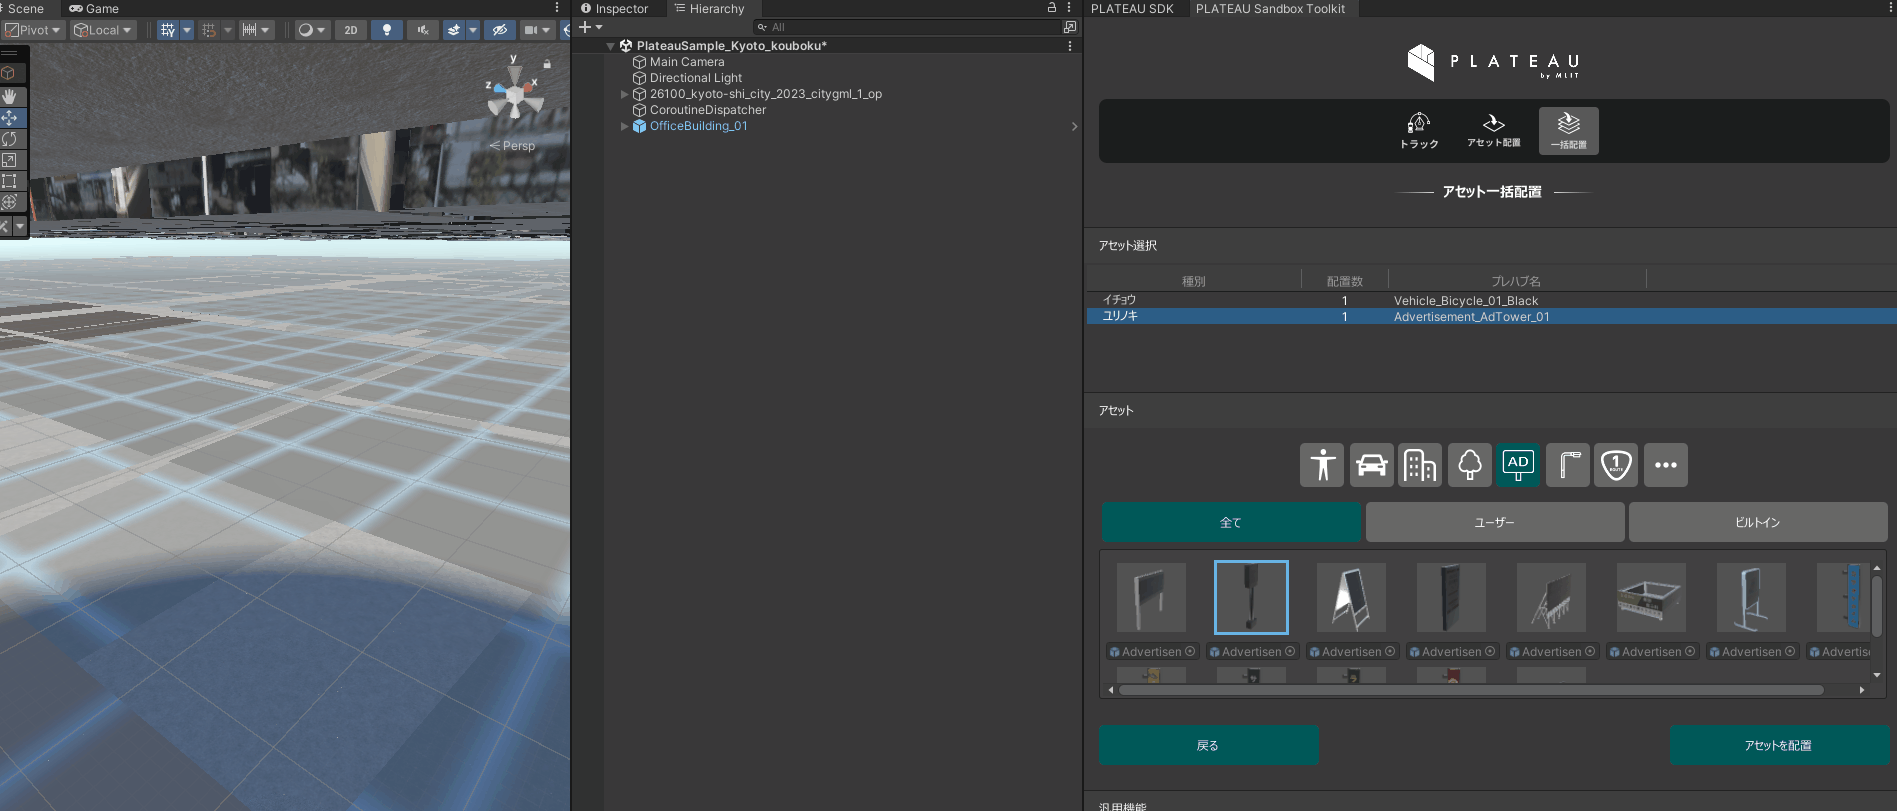 Scene
Game
Inspector
Hierarchy
PLATEAU SDK
PLATEAU Sandbox Toolkit
Pivot
Local
2D
All
PlateauSample_Kyoto_kouboku*
Main Camera
Directional Light
26100_kyoto-shi_city_2023_citygml_1_op
CoroutineDispatcher
OfficeBuilding_01
y
z
x
Persp
PLATEAU
by MLIT
トラック
アセット配置
一括配置
アセット一括配置
アセット選択
種別
配置数
プレハブ名
イチョウ
1
Vehicle_Bicycle_01_Black
ユリノキ
1
Advertisement_AdTower_01
アセット
AD
1
ROUTE
全て
ユーザー
ビルトイン
Advertisen
Advertisen
Advertisen
Advertisen
Advertisen
Advertisen
Advertisen
Advertise
戻る
アセットを配置
汎用機能